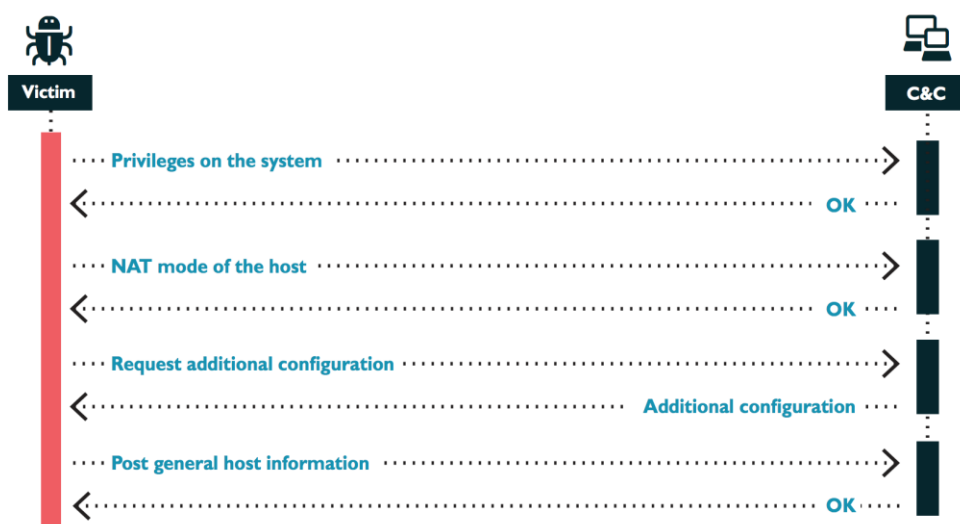 Victim
C&C
Privileges on the system
OK
NAT mode of the host
OK
Request additional configuration
Additional configuration
Post general host information
OK